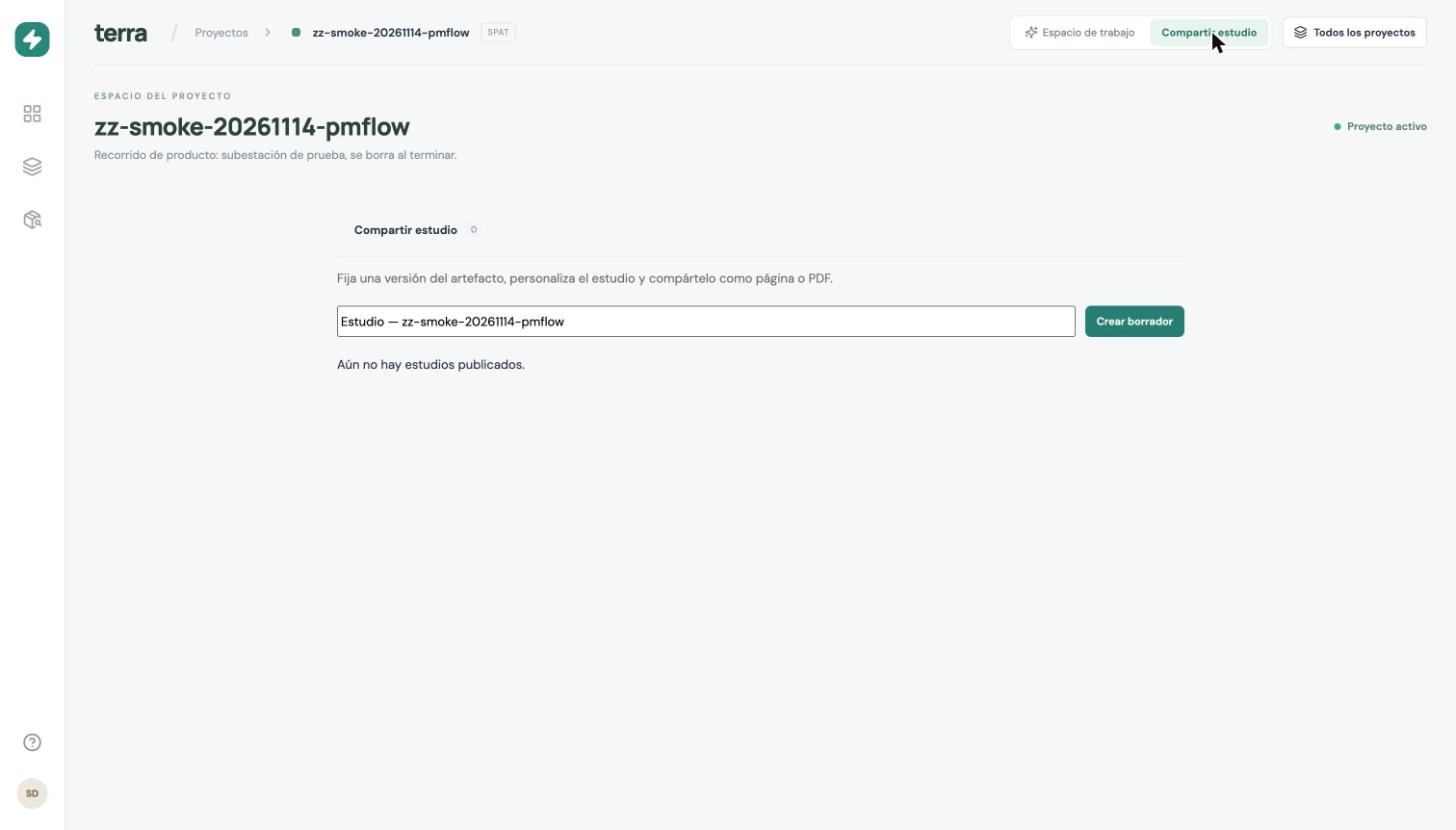 terra / Proyectos > zz-smoke-20261114-pmflow SPAT Espacio de trabajo Compartir estudio Todos los proyectos
ESPACIO DEL PROYECTO
zz-smoke-20261114-pmflow
Proyecto activo
Recorrido de producto: subestación de prueba, se borra al terminar.
Compartir estudio 0
Fija una versión del artefacto, personaliza el estudio y compártelo como página o PDF.
Estudio — zz-smoke-20261114-pmflow Crear borrador
Aún no hay estudios publicados.
SD